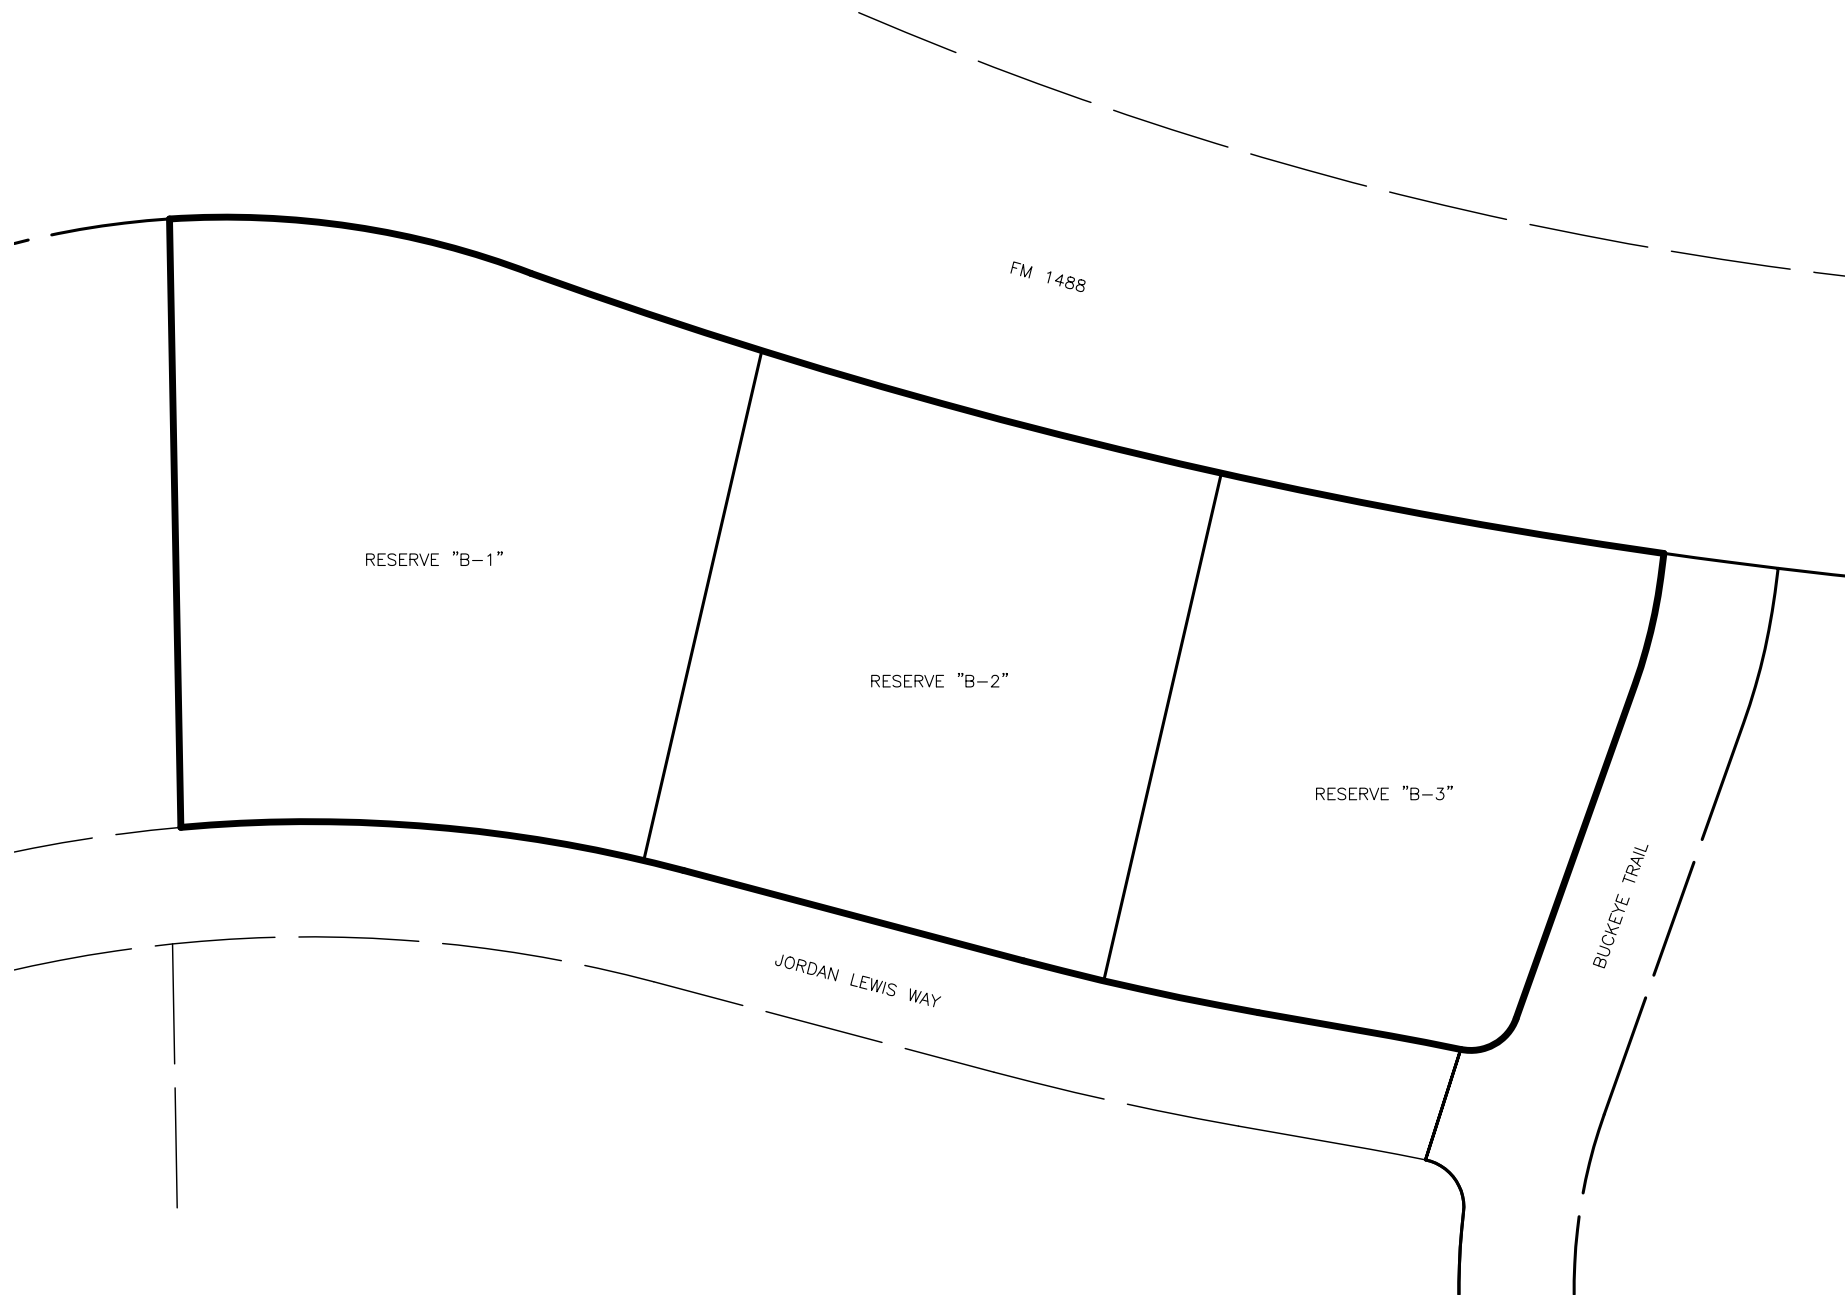 FM 1488
RESERVE "B-1"
RESERVE "B-2"
RESERVE "B-3"
BUCKEYE TRAIL
JORDAN LEWIS WAY